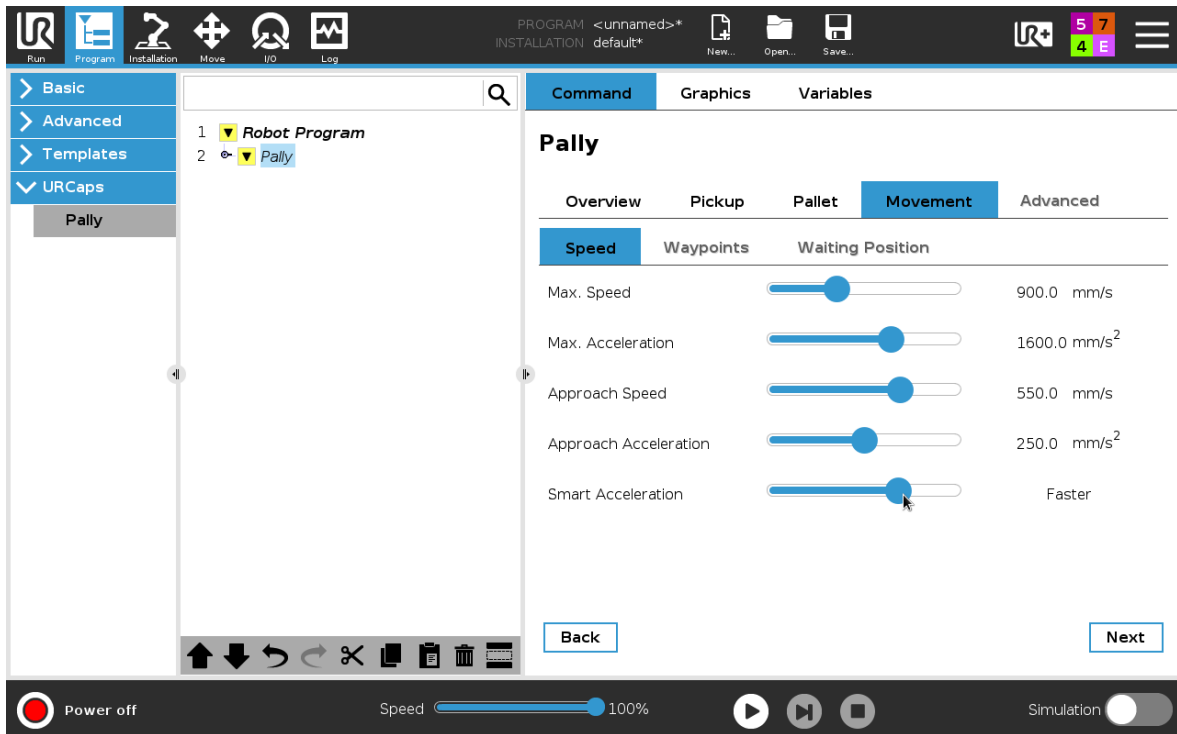 PROGRAM <unnamed>*
INSTALLATION default*
UR
Run
Program
Installation
Move
I/O
Log
New...
Open...
Save...
UR+
5 7
4 E
Basic
Advanced
Templates
URCaps
Pally
1 Robot Program
2 Pally
Command Graphics Variables
Pally
Overview Pickup Pallet Movement Advanced
Speed Waypoints Waiting Position
Max. Speed 900.0 mm/s
Max. Acceleration 1600.0 mm/s²
Approach Speed 550.0 mm/s
Approach Acceleration 250.0 mm/s²
Smart Acceleration Faster
Back Next
Power off Speed 100% Simulation